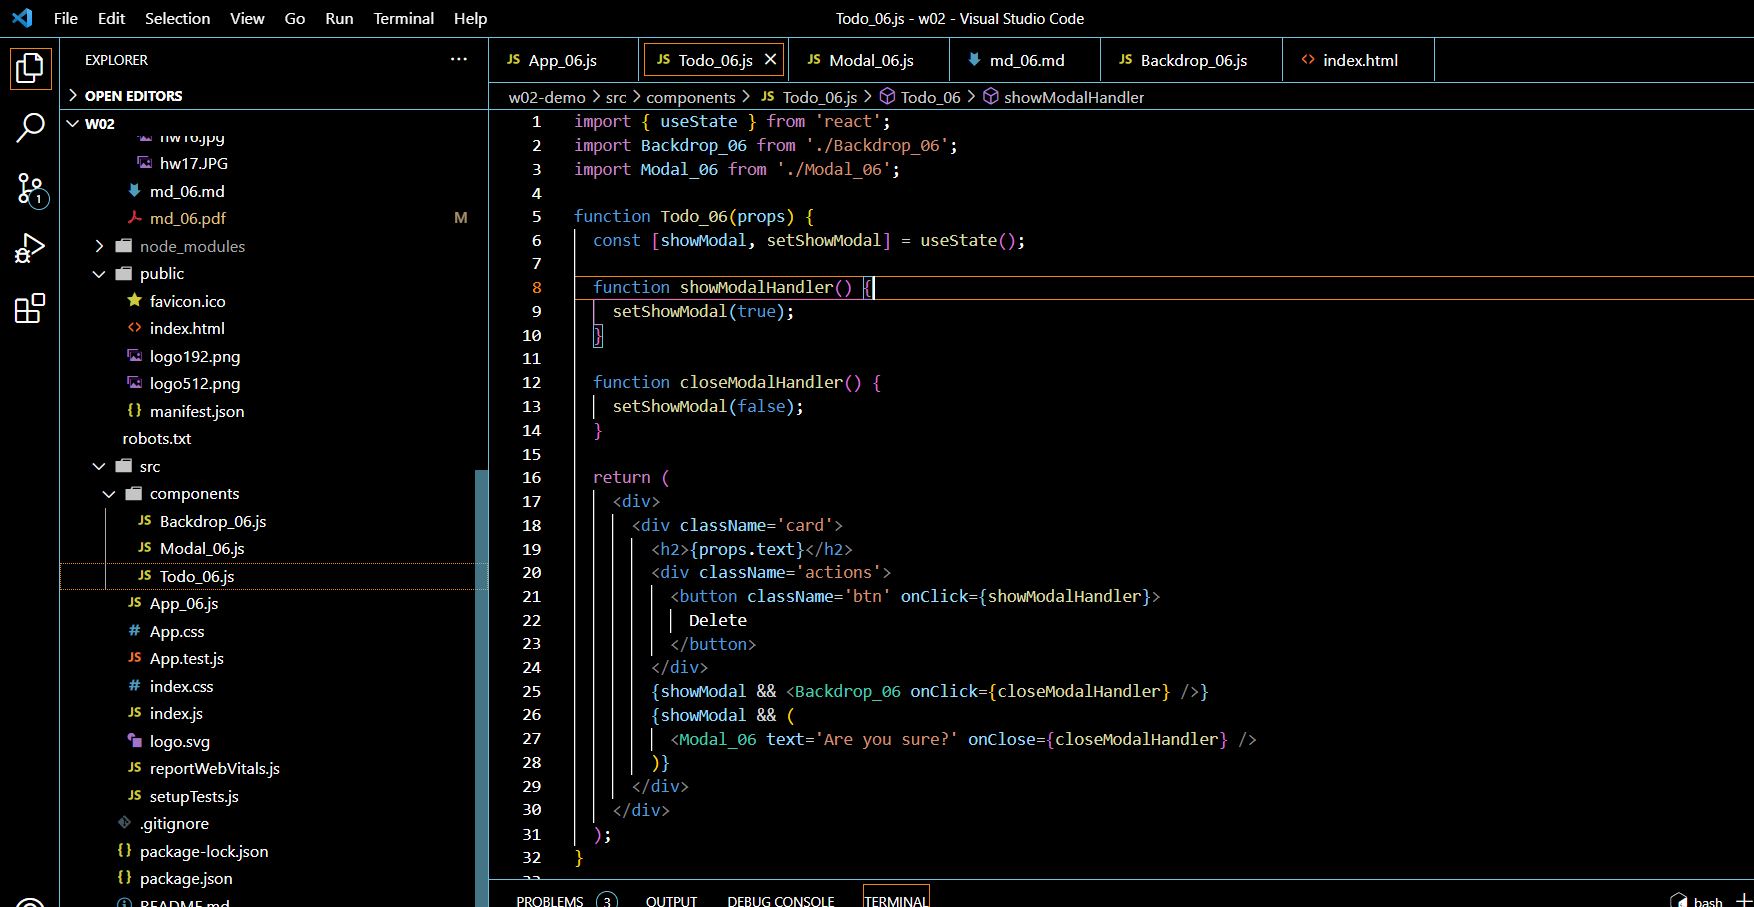 File Edit Selection View Go Run Terminal Help
Todo_06.js - w02 - Visual Studio Code
EXPLORER
OPEN EDITORS
W02
hw16.jpg
hw17.JPG
md_06.md
md_06.pdf M
node_modules
public
favicon.ico
index.html
logo192.png
logo512.png
manifest.json
robots.txt
src
components
Backdrop_06.js
Modal_06.js
Todo_06.js
App_06.js
App.css
App.test.js
index.css
index.js
logo.svg
reportWebVitals.js
setupTests.js
.gitignore
package-lock.json
package.json
README.md
1
App_06.js Todo_06.js Modal_06.js md_06.md Backdrop_06.js index.html
w02-demo > src > components > JS Todo_06.js > Todo_06 > showModalHandler
1 import { useState } from 'react';
2 import Backdrop_06 from './Backdrop_06';
3 import Modal_06 from './Modal_06';
4
5 function Todo_06(props) {
6 const [showModal, setShowModal] = useState();
7
8 function showModalHandler() {
9 setShowModal(true);
10 }
11
12 function closeModalHandler() {
13 setShowModal(false);
14 }
15
16 return (
17 <div>
18 <div className='card'>
19 <h2>{props.text}</h2>
20 <div className='actions'>
21 <button className='btn' onClick={showModalHandler}>
22 Delete
23 </button>
24 </div>
25 {showModal && <Backdrop_06 onClick={closeModalHandler} />}
26 {showModal && (
27 <Modal_06 text='Are you sure?' onClose={closeModalHandler} />
28 )}
29 </div>
30 </div>
31 );
32 }
PROBLEMS 3 OUTPUT DEBUG CONSOLE TERMINAL bash